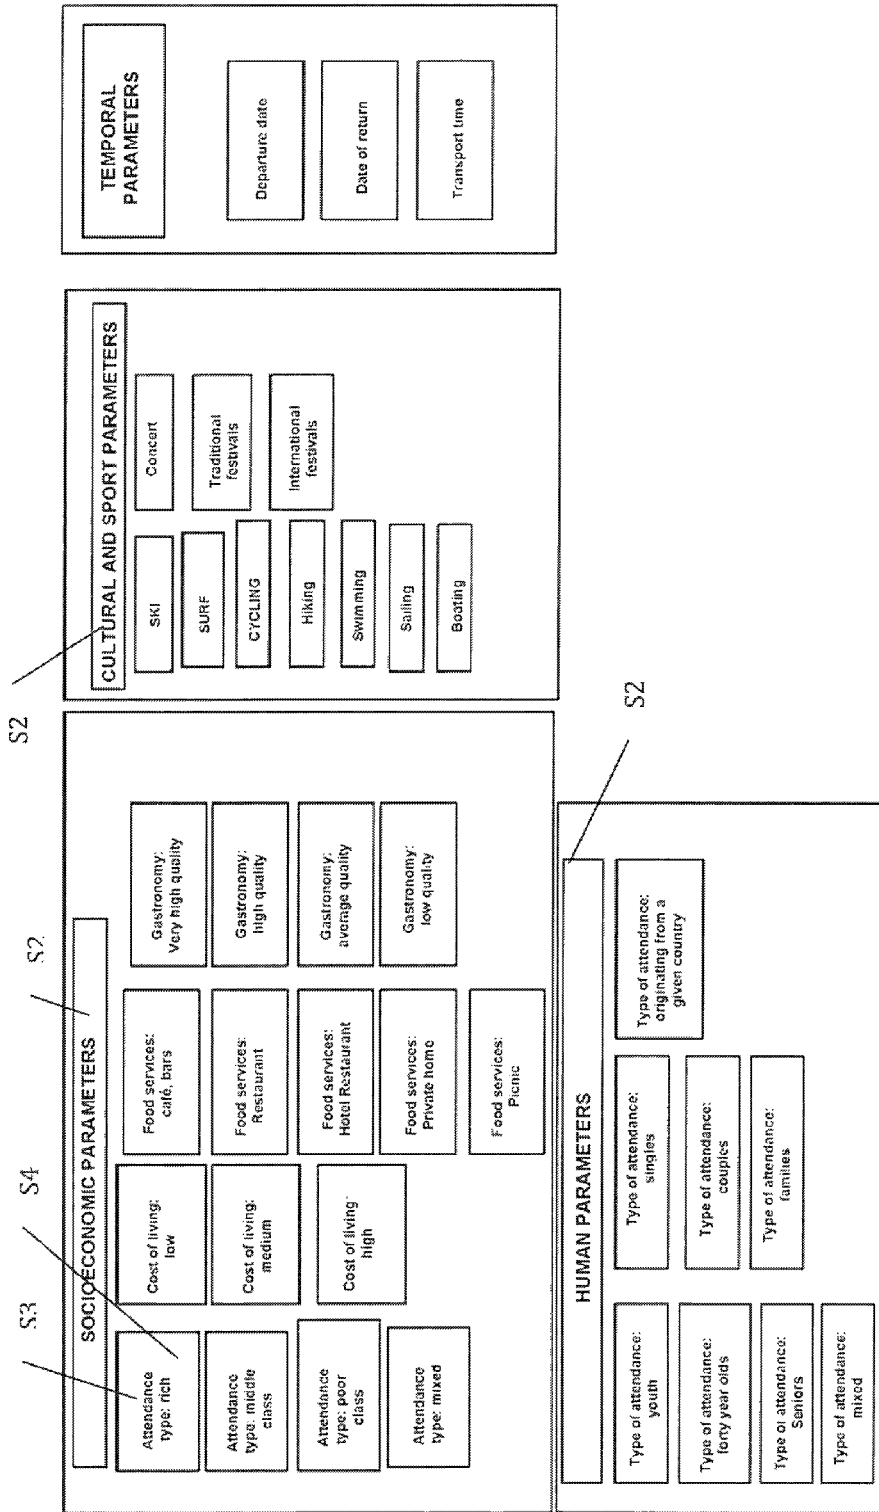 S3
S4
S2
S2
SOCIOECONOMIC PARAMETERS
Attendance
type: rich
Attendance
type: middle
class
Attendance
type: poor
class
Attendance
type: mixed
Cost of living:
low
Cost of living:
medium
Cost of living:
high
Food services:
café, bars
Food services:
Restaurant
Food services:
Hotel Restaurant
Food services:
Private home
Food services:
Picnic
Gastronomy:
Very high quality
Gastronomy:
high quality
Gastronomy:
average quality
Gastronomy:
low quality
CULTURAL AND SPORT PARAMETERS
SKI
SURF
CYCLING
Hiking
Swimming
Sailing
Boating
Concert
Traditional
festivals
International
festivals
TEMPORAL
PARAMETERS
Departure date
Date of return
Transport time
S2
HUMAN PARAMETERS
Type of attendance:
youth
Type of attendance:
forty year olds
Type of attendance:
Seniors
Type of attendance:
mixed
Type of attendance:
singles
Type of attendance:
couples
Type of attendance:
families
Type of attendance:
originating from a
given country